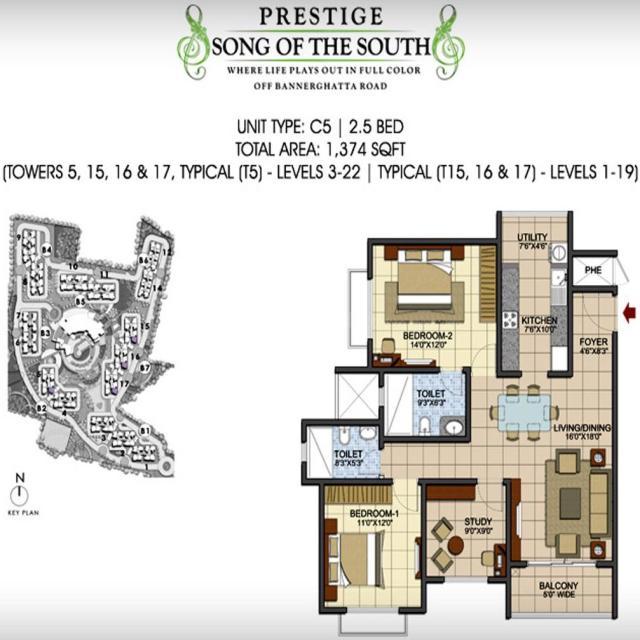 PRESTIGE
SONG OF THE SOUTH
WHERE LIFE PLAYS OUT IN FULL COLOR
OFF BANNERGHATTA ROAD
UNIT TYPE: C5 | 2.5 BED
TOTAL AREA: 1,374 SQFT
(TOWERS 5, 15, 16 & 17, TYPICAL (T5) - LEVELS 3-22 | TYPICAL (T15, 16 & 17) - LEVELS 1-19)
9
B4
8
10
11
B5
12
B6
14
7
B3
6
15
16
B7
17
5
B2
4
3
B1
2
1
N
KEY PLAN
UTILITY
7'6"X4'6"
PHE
KITCHEN
7'6"X10'0"
FOYER
4'6"X8'3"
BEDROOM-2
14'0"X12'0"
TOILET
9'3"X6'3"
LIVING/DINING
16'0"X18'0"
TOILET
8'3"X5'3"
BEDROOM-1
11'0"X12'0"
STUDY
9'0"X9'0"
BALCONY
5'0" WIDE